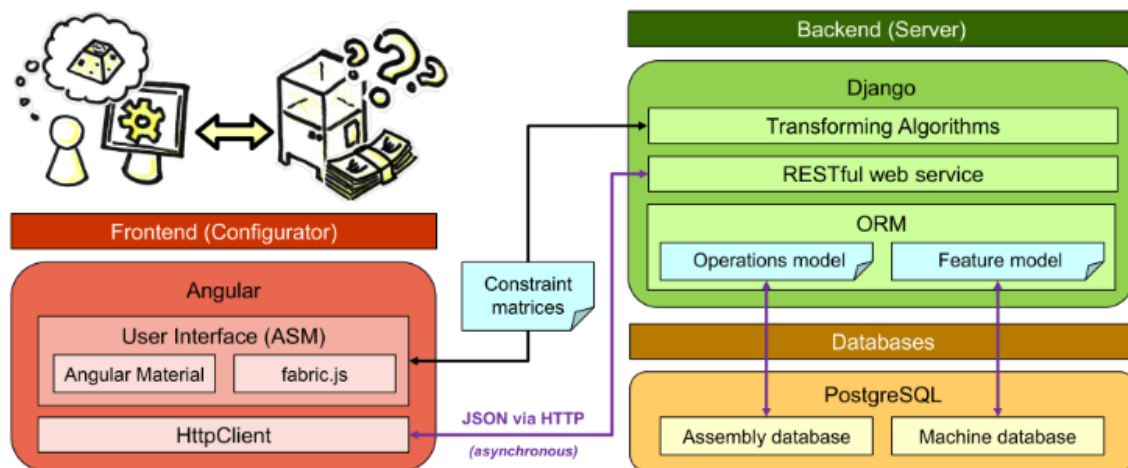 Backend (Server)
Django
Transforming Algorithms
RESTful web service
ORM
Operations model
Feature model
Frontend (Configurator)
Angular
User Interface (ASM)
Angular Material
fabric.js
HttpClient
Constraint
matrices
JSON via HTTP
(asynchronous)
Databases
PostgreSQL
Assembly database
Machine database